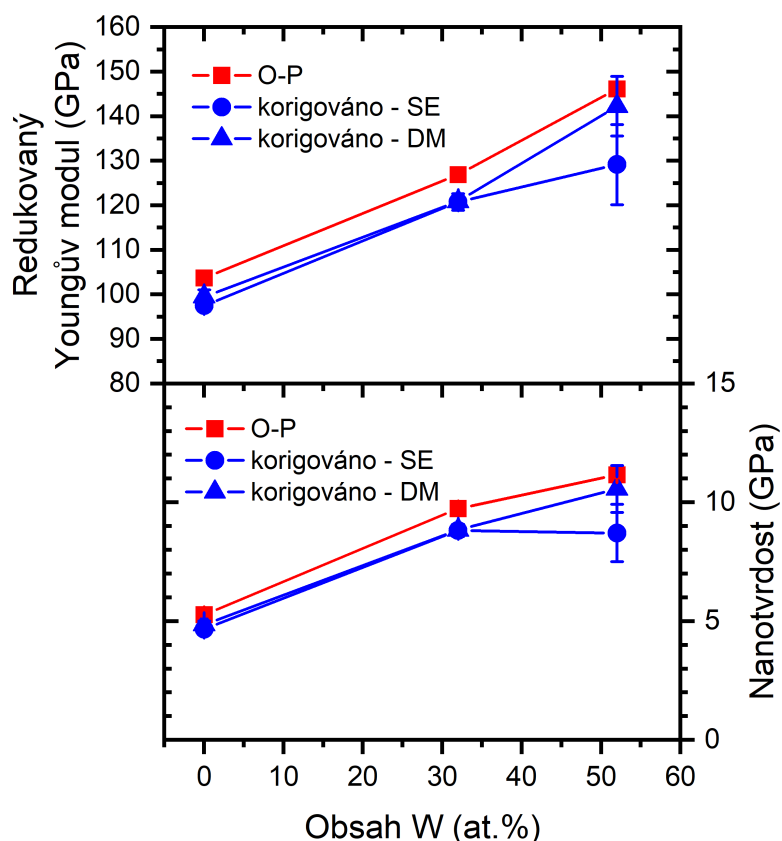 160
150
140
130
120
110
100
90
80
Redukovaný
Youngův modul (GPa)
O-P
korigováno - SE
korigováno - DM
15
10
5
0
Nanotvrdost (GPa)
O-P
korigováno - SE
korigováno - DM
0 10 20 30 40 50 60
Obsah W (at.%)